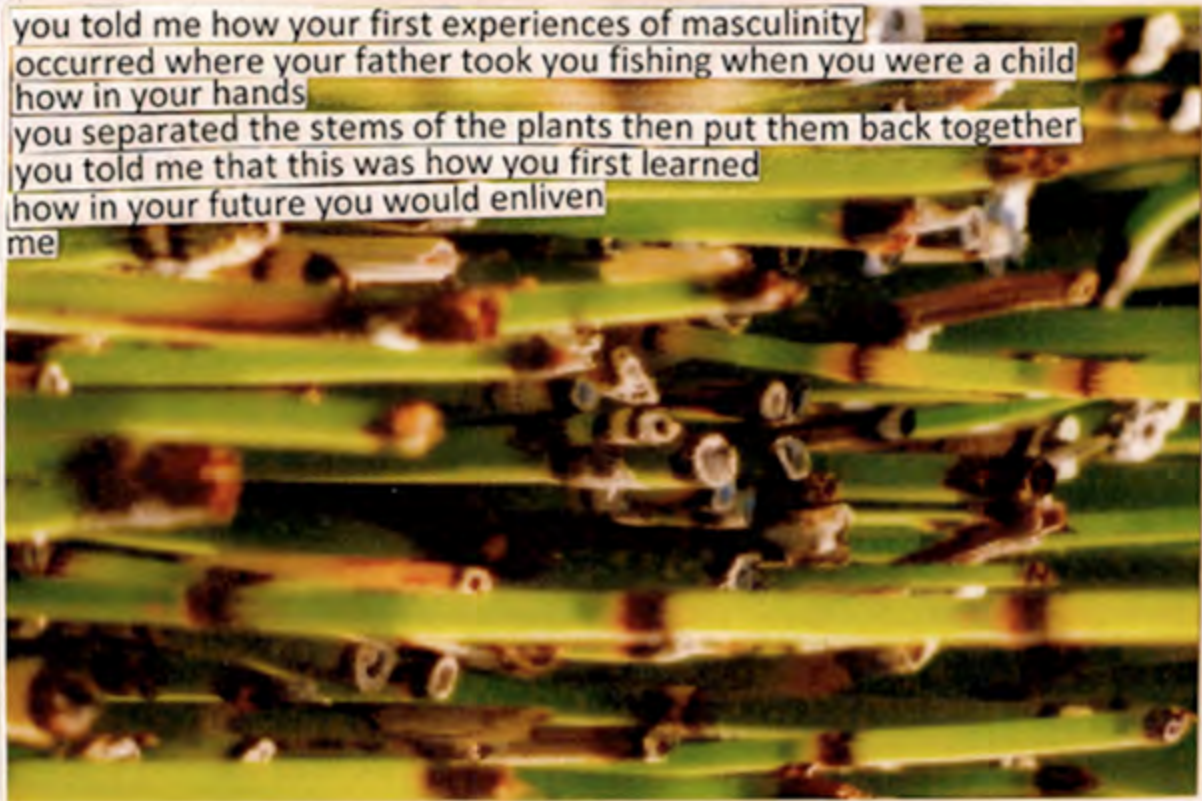 you told me how your first experiences of masculinity
occurred where your father took you fishing when you were a child
how in your hands
you separated the stems of the plants then put them back together
you told me that this was how you first learned
how in your future you would enliven
me